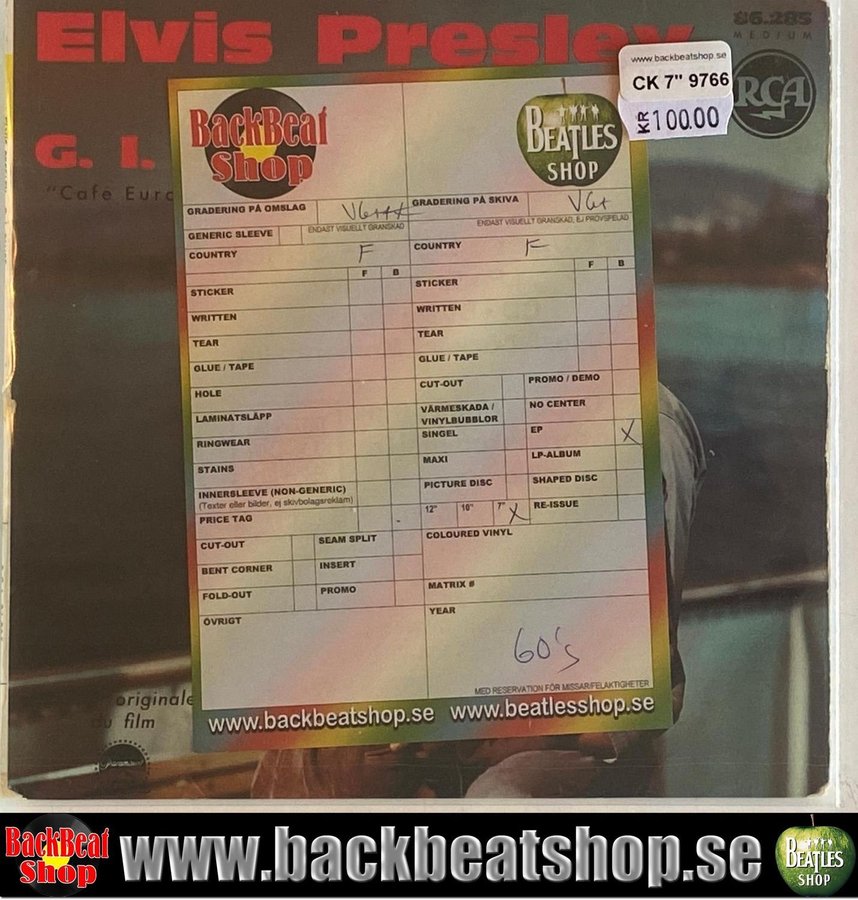 Elvis Presley
86.285
MEDIUM
RCA
G. I.
"Cafe Euro
www.backbeatshop.se
CK 7" 9766
KR 100.00
BackBeat
Shop
BEATLES
SHOP
GRADERING PÅ OMSLAG
ENDAST VISUELLT GRANSKAD
GENERIC SLEEVE
COUNTRY F
F B
STICKER
WRITTEN
TEAR
GLUE / TAPE
HOLE
LAMINATSLÄPP
RINGWEAR
STAINS
INNERSLEEVE (NON-GENERIC)
(Texter eller bilder, ej skivbolagsreklam)
PRICE TAG
CUT-OUT SEAM SPLIT
BENT CORNER INSERT
FOLD-OUT PROMO
ÖVRIGT
GRADERING PÅ SKIVA VG+
ENDAST VISUELLT GRANSKAD, EJ PROVSPELAD
COUNTRY F
F B
STICKER
WRITTEN
TEAR
GLUE / TAPE
CUT-OUT PROMO / DEMO
VÄRMESKADA / NO CENTER
VINYLBUBBLOR
SINGEL EP X
MAXI LP-ALBUM
PICTURE DISC SHAPED DISC
12" 10" 7" X RE-ISSUE
COLOURED VINYL
MATRIX #
YEAR
60's
MED RESERVATION FÖR MISSAR/FELAKTIGHETER
www.backbeatshop.se www.beatlesshop.se
originale
film
BackBeat
Shop
www.backbeatshop.se
BEATLES
SHOP